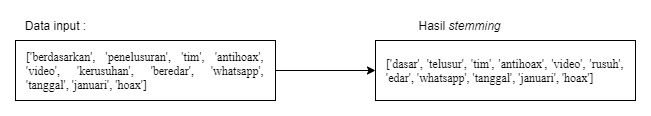 Data input :
['berdasarkan', 'penelusuran', 'tim', 'antihoax',
'video', 'kerusuhan', 'beredar', 'whatsapp',
'tanggal', 'januari', 'hoax']
Hasil stemming
['dasar', 'telusur', 'tim', 'antihoax', 'video', 'rusuh',
'edar', 'whatsapp', 'tanggal', 'januari', 'hoax']